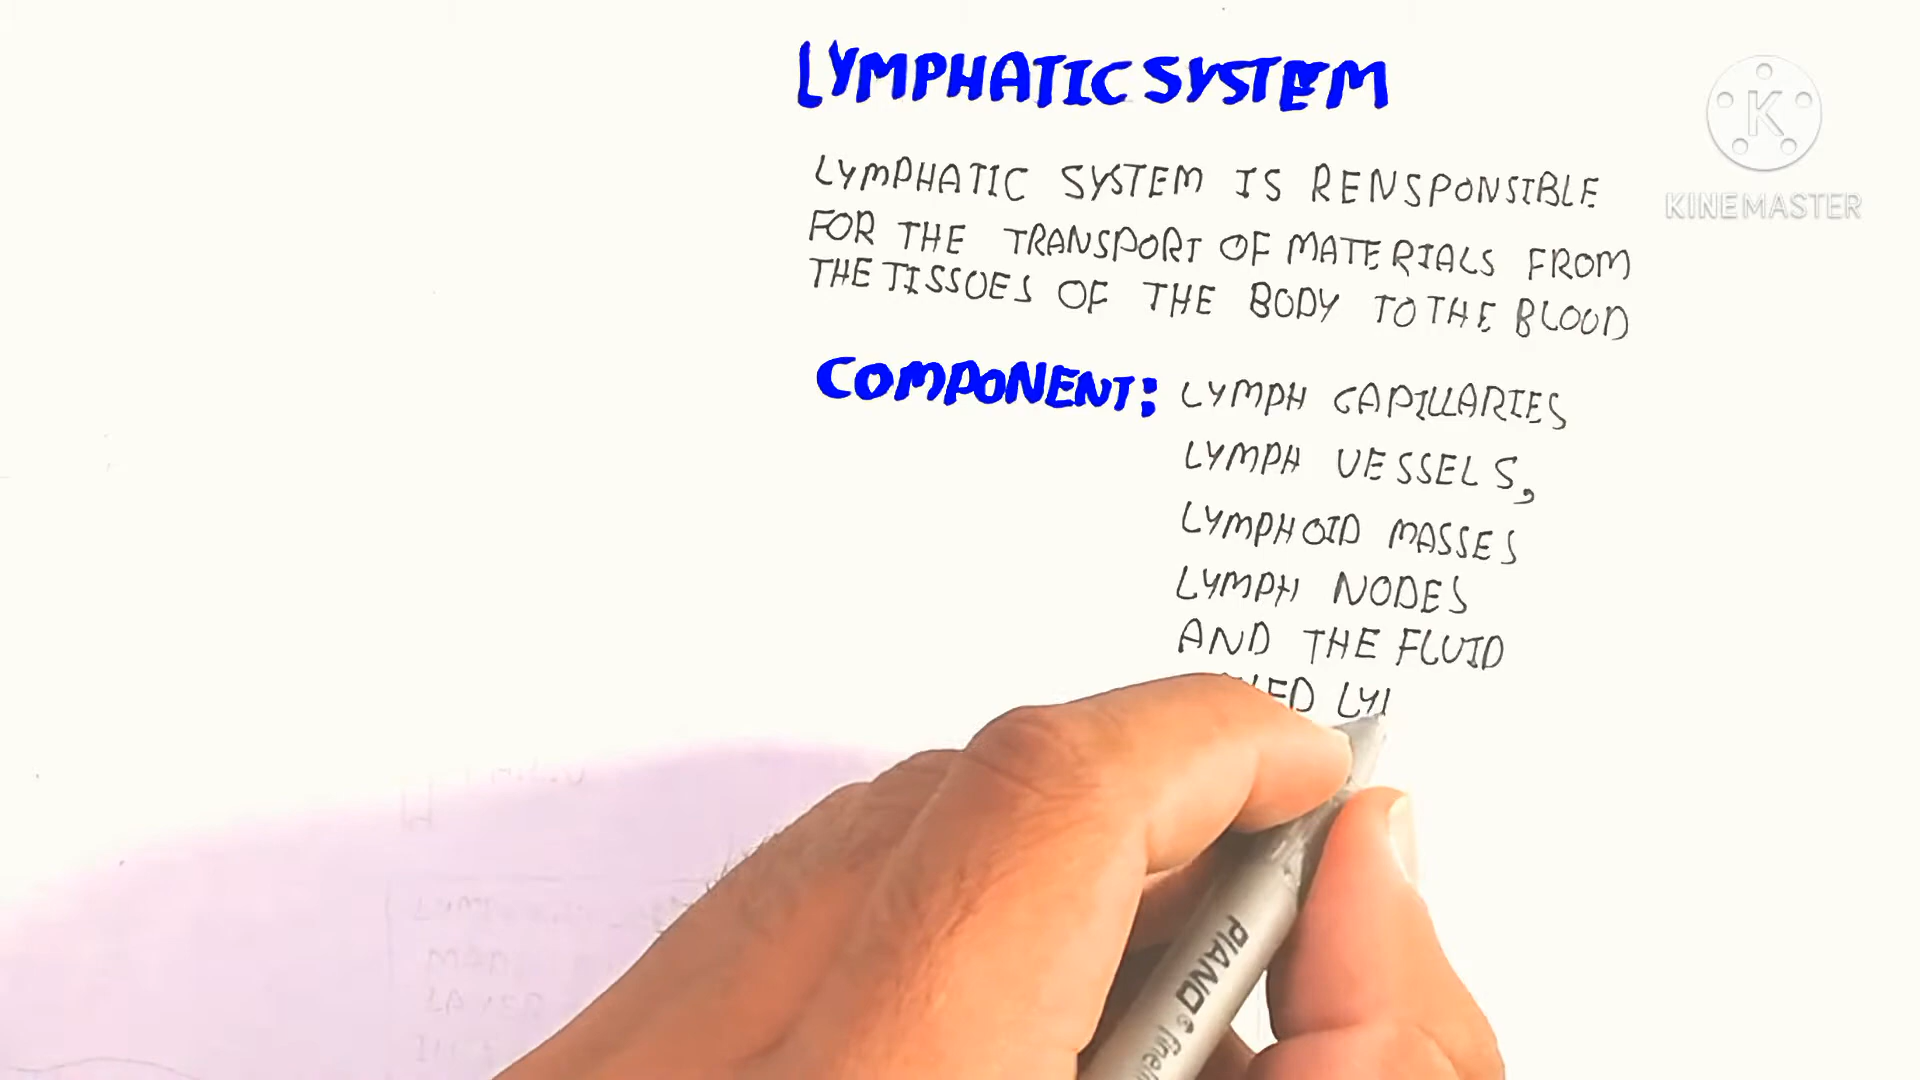 LYMPHATIC SYSTEM
LYMPHATIC SYSTEM IS RENSPONSIBLE
FOR THE TRANSPORT OF MATERIALS FROM
THE TISSOES OF THE BODY TO THE BLOOD
COMPONENT: LYMPH CAPILLARIES
LYMPH VESSELS,
LYMPHOID MASSES
LYMPH NODES
AND THE FLUID
K
KINEMASTER
PIANO